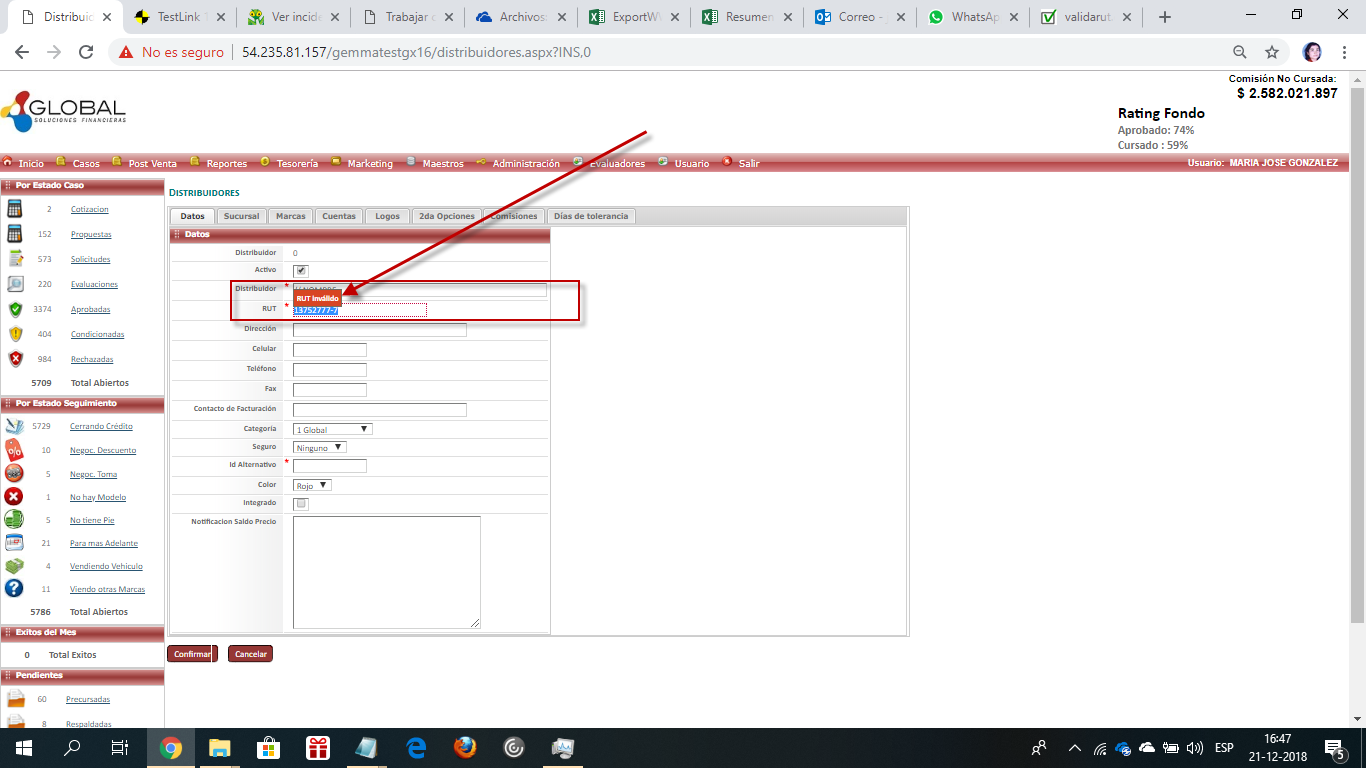 Distribuid
TestLink 1
Ver incide
Trabajar c
Archivos:
ExportWV
Resumen
Correo -
WhatsAp
validarut.
No es seguro
54.235.81.157/gemmatestgx16/distribuidores.aspx?INS,0
Comisión No Cursada:
$ 2.582.021.897
GLOBAL
SOLUCIONES FINANCIERAS
Rating Fondo
Aprobado: 74%
Cursado : 59%
Inicio
Casos
Post Venta
Reportes
Tesorería
Marketing
Maestros
Administración
Evaluadores
Usuario
Salir
Usuario: MARIA JOSE GONZALEZ
Por Estado Caso
2 Cotizacion
152 Propuestas
573 Solicitudes
220 Evaluaciones
3374 Aprobadas
404 Condicionadas
984 Rechazadas
5709 Total Abiertos
Por Estado Seguimiento
5729 Cerrando Crédito
10 Negoc. Descuento
5 Negoc. Toma
1 No hay Modelo
5 No tiene Pie
21 Para mas Adelante
4 Vendiendo Vehículo
11 Viendo otras Marcas
5786 Total Abiertos
Exitos del Mes
0 Total Exitos
Pendientes
60 Precursadas
8 Respaldadas
DISTRIBUIDORES
Datos
Sucursal
Marcas
Cuentas
Logos
2da Opciones
Comisiones
Días de tolerancia
Datos
Distribuidor 0
Activo
Distribuidor *
RUT Inválido
RUT * 13752777-7
Dirección
Celular
Teléfono
Fax
Contacto de Facturación
Categoría 1 Global
Seguro Ninguno
Id Alternativo *
Color Rojo
Integrado
Notificacion Saldo Precio
Confirmar
Cancelar
ESP
16:47
21-12-2018
5